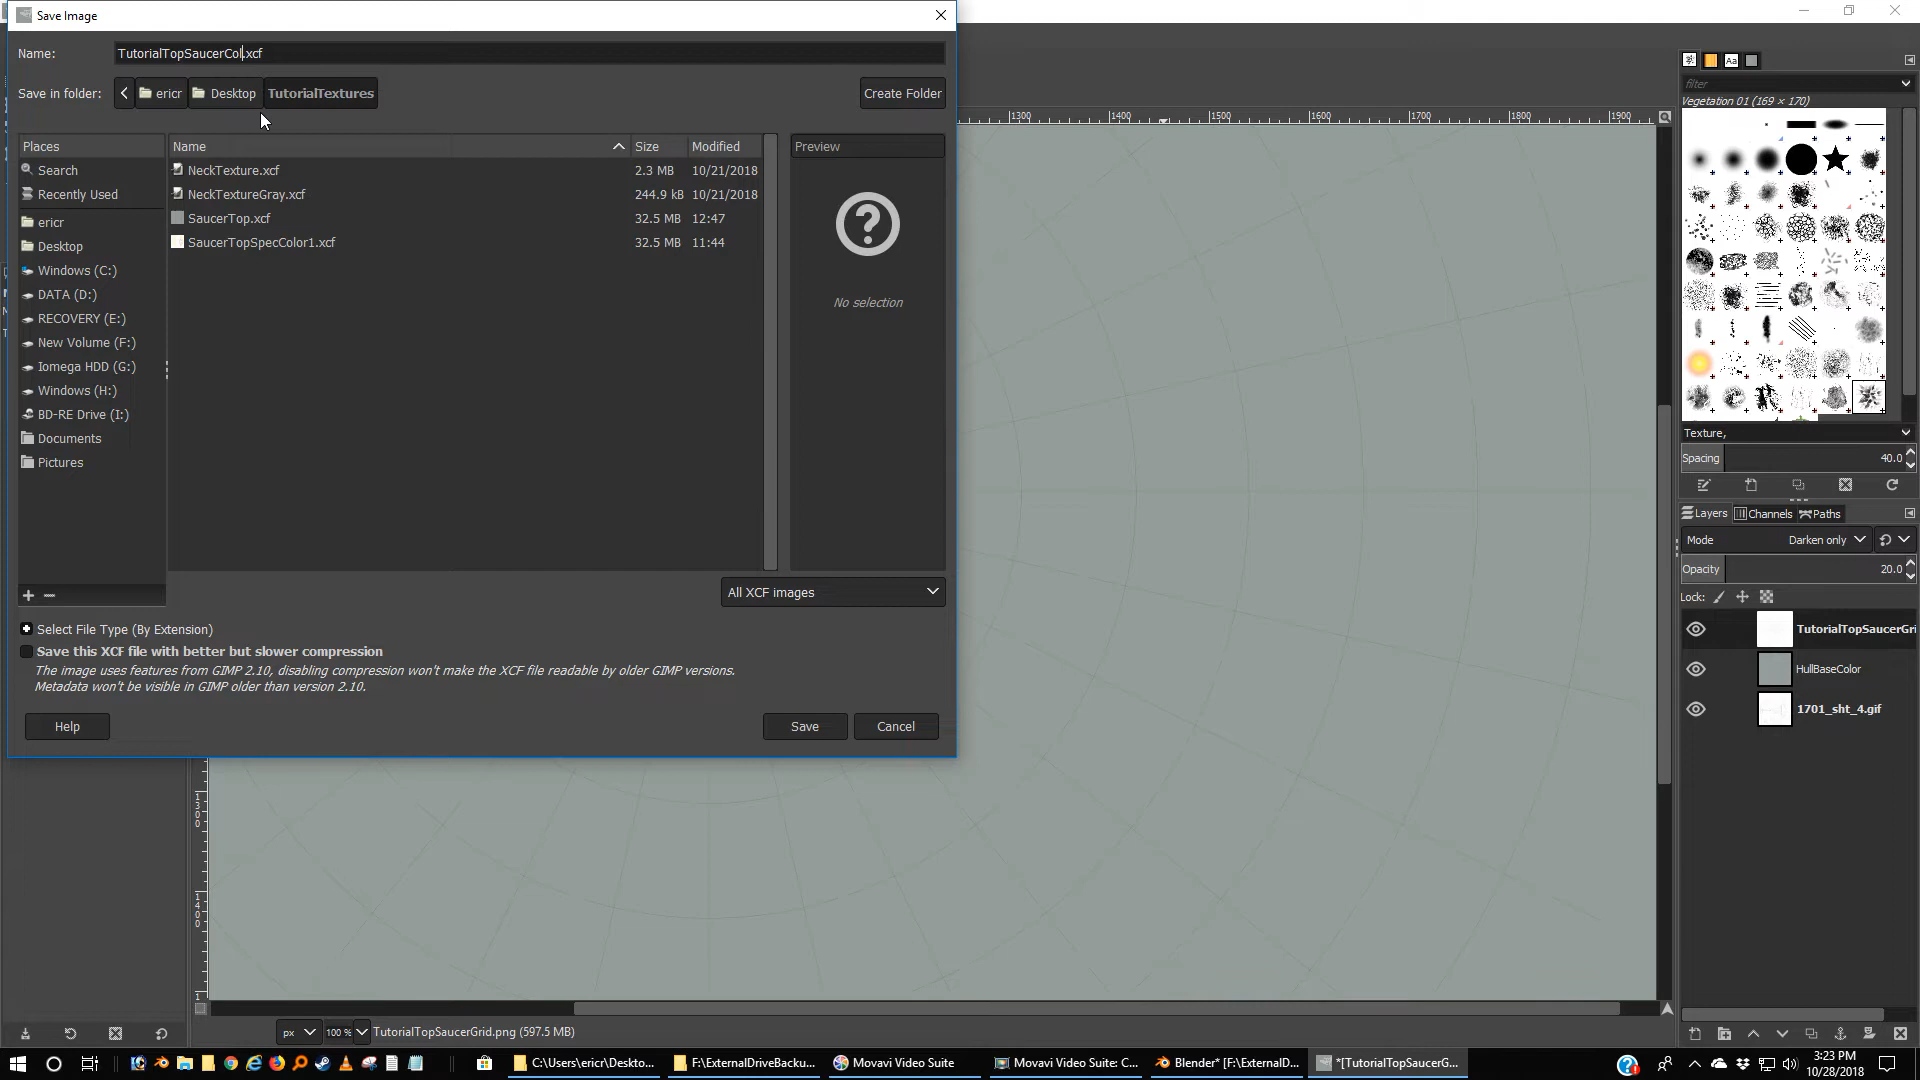 Save Image
Name: TutorialTopSaucerCol.xcf
Save in folder: ericr Desktop TutorialTextures Create Folder
Places
Search
Recently Used
ericr
Desktop
Windows (C:)
DATA (D:)
RECOVERY (E:)
New Volume (F:)
Iomega HDD (G:)
Windows (H:)
BD-RE Drive (I:)
Documents
Pictures
Name Size Modified
NeckTexture.xcf 2.3 MB 10/21/2018
NeckTextureGray.xcf 244.9 kB 10/21/2018
SaucerTop.xcf 32.5 MB 12:47
SaucerTopSpecColor1.xcf 32.5 MB 11:44
Preview
No selection
All XCF images
Select File Type (By Extension)
Save this XCF file with better but slower compression
The image uses features from GIMP 2.10, disabling compression won't make the XCF file readable by older GIMP versions.
Metadata won't be visible in GIMP older than version 2.10.
Help Save Cancel
1300 1400 1500 1600 1700 1800 1900
1300
1400
filter
Vegetation 01 (169 × 170)
Texture,
Spacing 40.0
Layers Channels Paths
Mode Darken only
Opacity 20.0
Lock:
TutorialTopSaucerGri
HullBaseColor
1701_sht_4.gif
px 100 % TutorialTopSaucerGrid.png (597.5 MB)
C:\Users\ericr\Deskto...
F:\ExternalDriveBacku...
Movavi Video Suite
Movavi Video Suite: C...
Blender* [F:\ExternalD...
*[TutorialTopSaucerG...
3:23 PM
10/28/2018